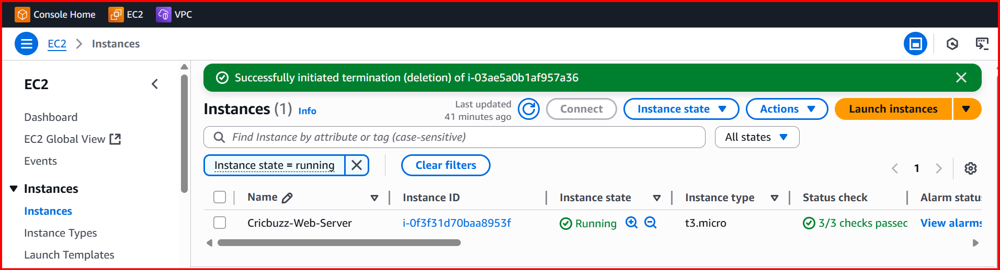 Console Home EC2 VPC
EC2 Instances
EC2
Dashboard
EC2 Global View
Events
Instances
Instances
Instance Types
Launch Templates
Successfully initiated termination (deletion) of i-03ae5a0b1af957a36
Instances (1) Info
Last updated
41 minutes ago
Connect Instance state Actions Launch instances
Find Instance by attribute or tag (case-sensitive)
All states
Instance state = running
Clear filters
1
Name Instance ID Instance state Instance type Status check Alarm statu
Cricbuzz-Web-Server i-0f3f31d70baa8953f Running t3.micro 3/3 checks passed View alarms